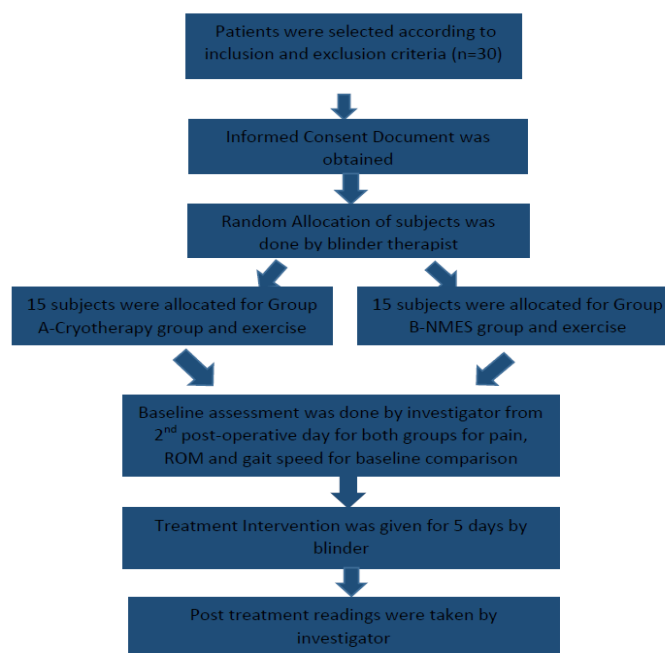 Patients were selected according to
inclusion and exclusion criteria (n=30)
Informed Consent Document was
obtained
Random Allocation of subjects was
done by blinder therapist
15 subjects were allocated for Group
A-Cryotherapy group and exercise
15 subjects were allocated for Group
B-NMES group and exercise
Baseline assessment was done by investigator from
2nd post-operative day for both groups for pain,
ROM and gait speed for baseline comparison
Treatment Intervention was given for 5 days by
blinder
Post treatment readings were taken by
investigator